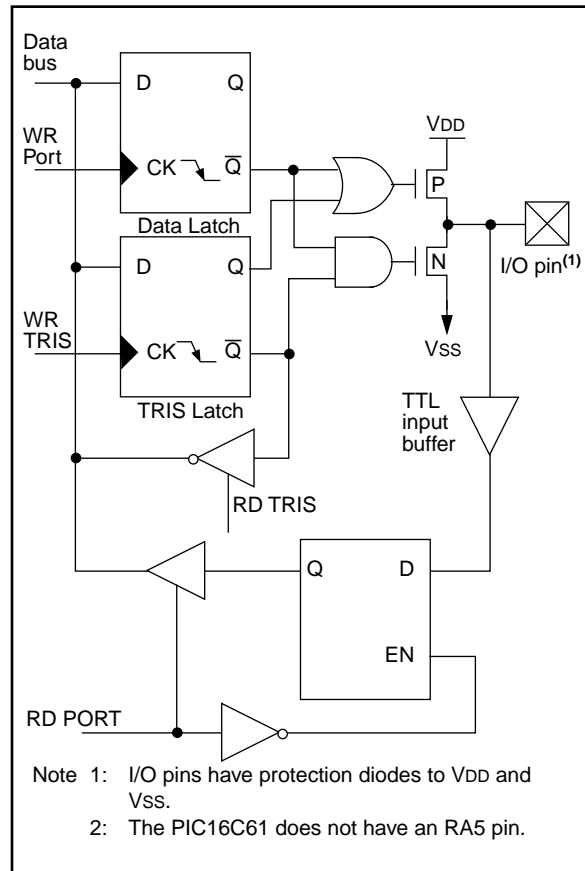 Data
bus
D Q
WR
Port
CK Q
Data Latch
VDD
P
D Q
N
I/O pin(1)
WR
TRIS
CK Q
VSS
TRIS Latch
TTL
input
buffer
RD TRIS
Q D
EN
RD PORT
Note 1: I/O pins have protection diodes to VDD and
VSS.
2: The PIC16C61 does not have an RA5 pin.